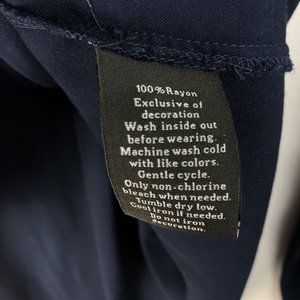 100% Rayon
Exclusive of
decoration
Wash inside out
before wearing.
Machine wash cold
with like colors.
Gentle cycle.
Only non-chlorine
bleach when needed.
Tumble dry low.
Cool iron if needed.
Do not iron
decoration.